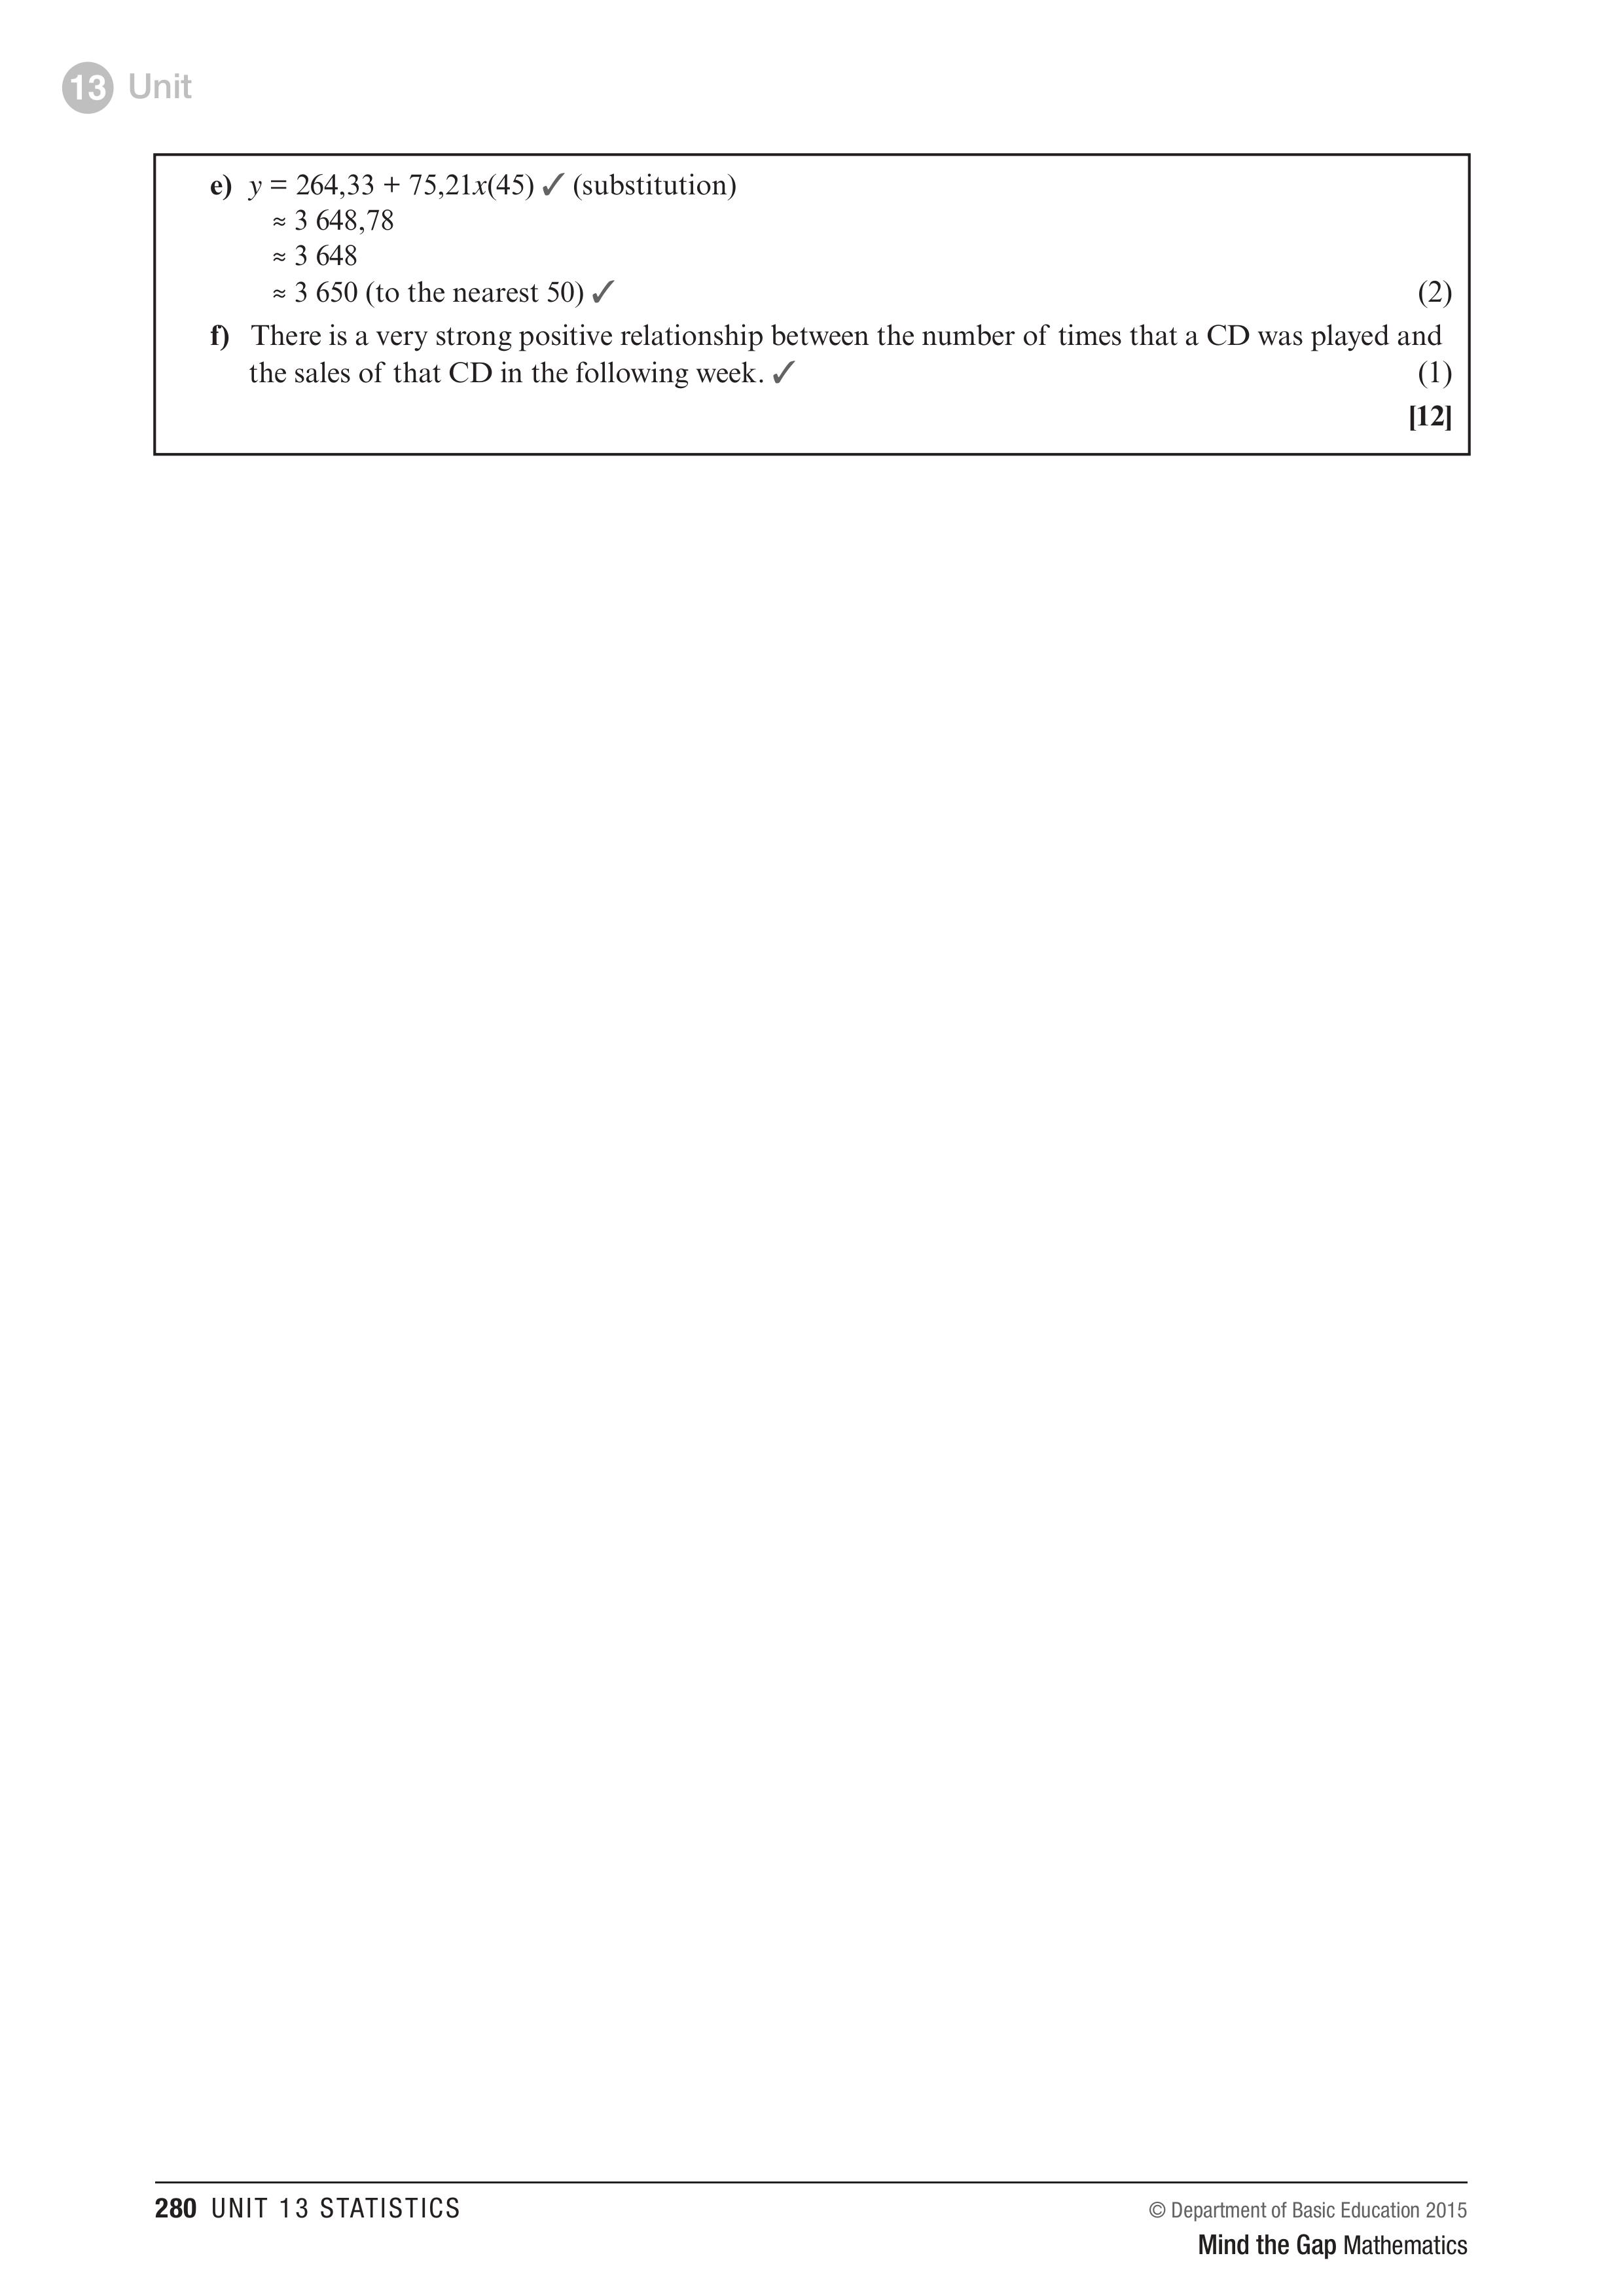 13 Unit
e) y = 264,33 + 75,21x(45) ✓ (substitution)
≈ 3 648,78
≈ 3 648
≈ 3 650 (to the nearest 50) ✓ (2)
f) There is a very strong positive relationship between the number of times that a CD was played and
the sales of that CD in the following week. ✓ (1)
[12]
280 UNIT 13 STATISTICS
© Department of Basic Education 2015
Mind the Gap Mathematics